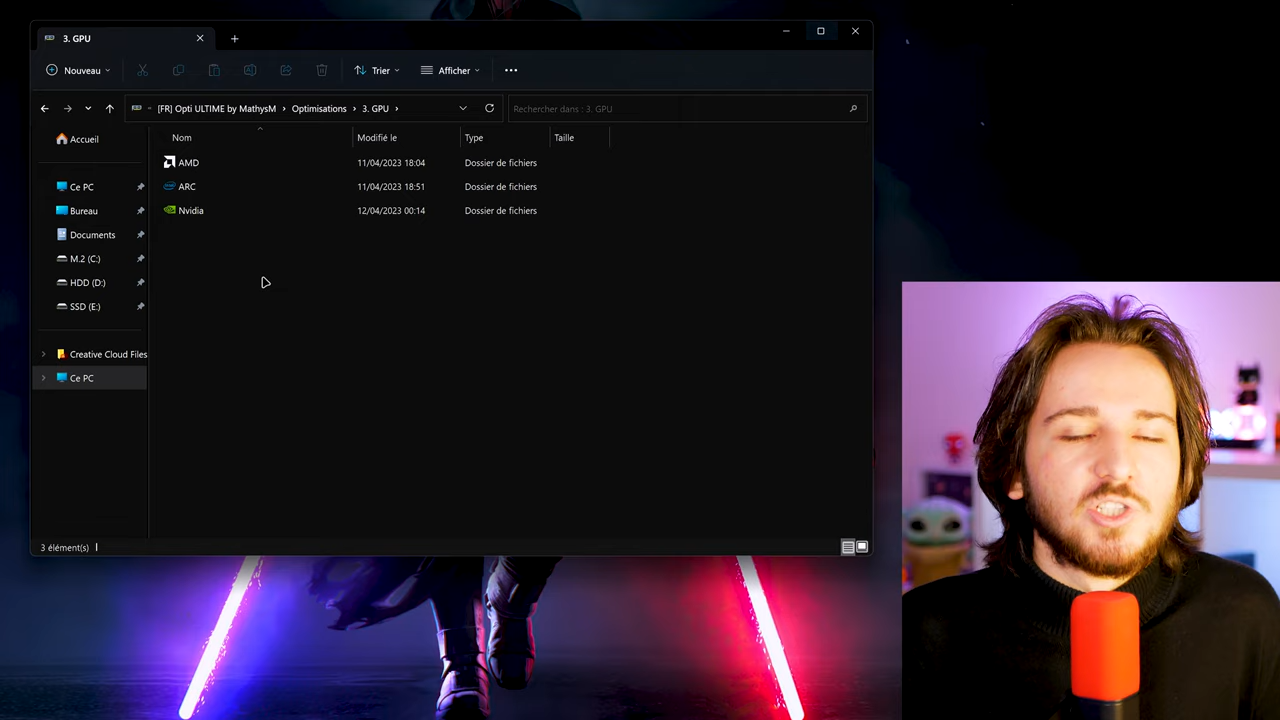 3. GPU
Nouveau
Trier
Afficher
[FR] Opti ULTIME by MathysM > Optimisations > 3. GPU >
Rechercher dans : 3. GPU
Accueil
Ce PC
Bureau
Documents
M.2 (C:)
HDD (D:)
SSD (E:)
Creative Cloud Files
Ce PC
Nom Modifié le Type Taille
AMD 11/04/2023 18:04 Dossier de fichiers
ARC 11/04/2023 18:51 Dossier de fichiers
Nvidia 12/04/2023 00:14 Dossier de fichiers
3 élément(s)